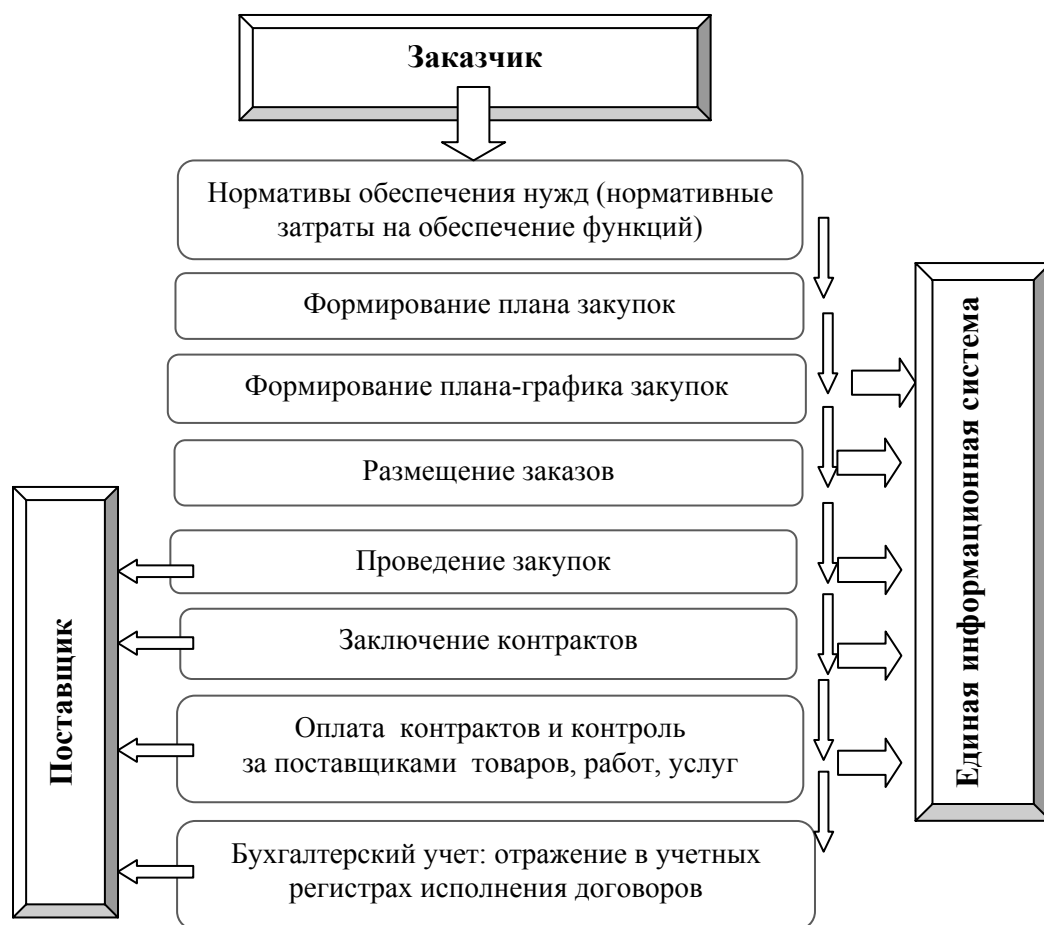 Заказчик
Нормативы обеспечения нужд (нормативные
затраты на обеспечение функций)
Формирование плана закупок
Формирование плана-графика закупок
Размещение заказов
Проведение закупок
Заключение контрактов
Оплата контрактов и контроль
за поставщиками товаров, работ, услуг
Бухгалтерский учет: отражение в учетных
регистрах исполнения договоров
Поставщик
Единая информационная система